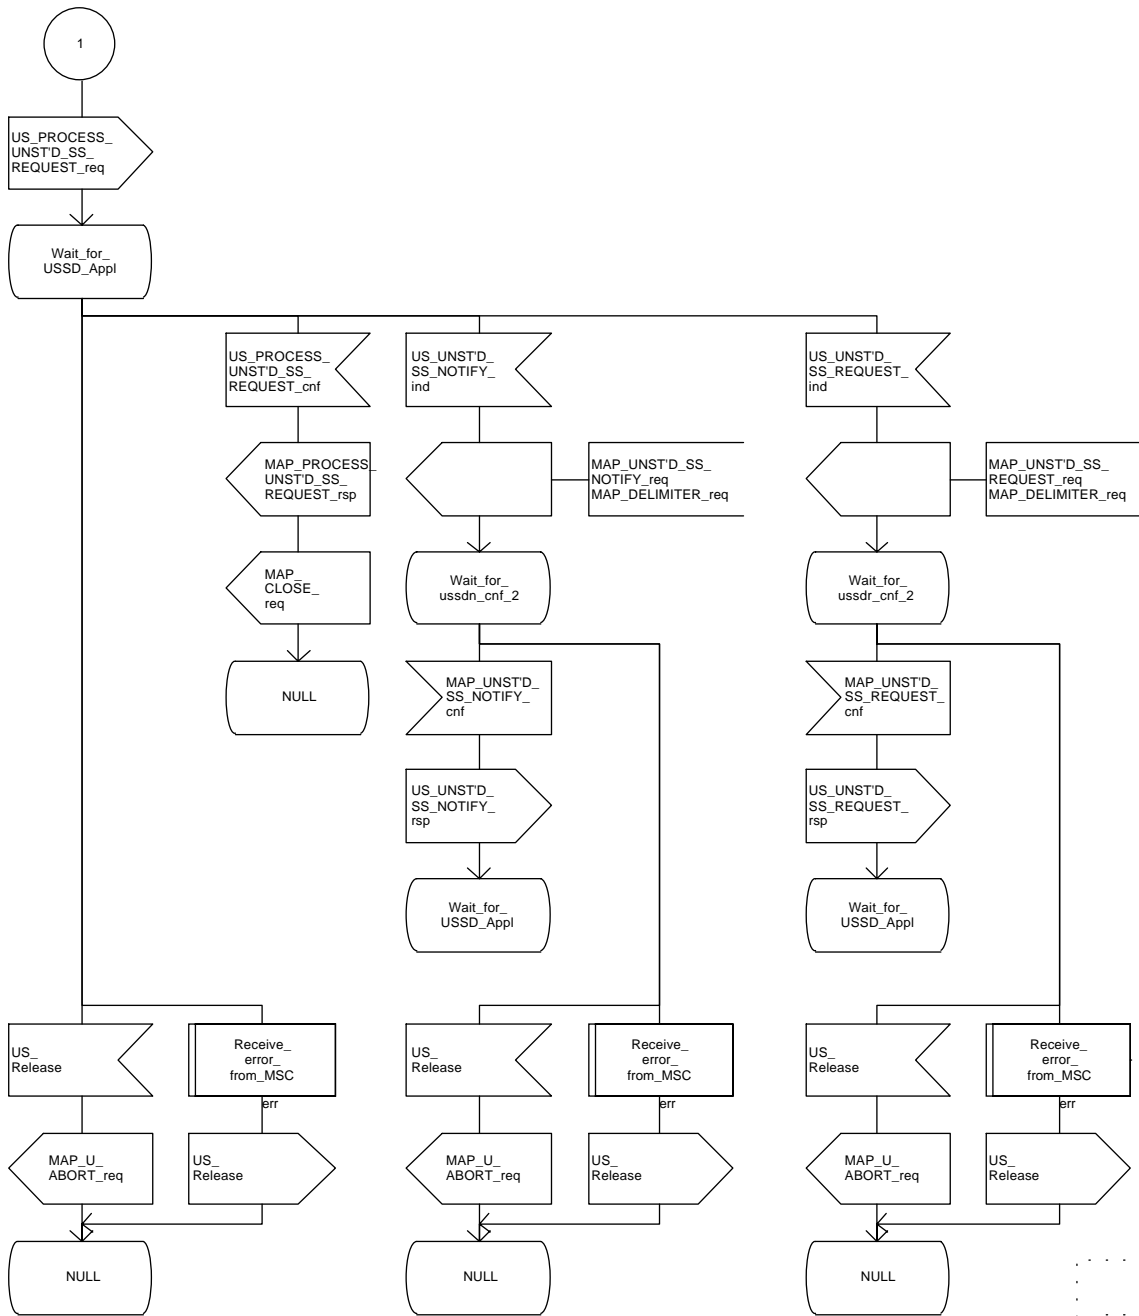 1
US_PROCESS_
UNST'D_SS_
REQUEST_req
Wait_for_
USSD_Appl
US_PROCESS_
UNST'D_SS_
REQUEST_cnf
US_UNST'D_
SS_NOTIFY_
ind
US_UNST'D_
SS_REQUEST_
ind
MAP_PROCESS_
UNST'D_SS_
REQUEST_rsp
MAP_UNST'D_SS_
NOTIFY_req
MAP_DELIMITER_req
MAP_UNST'D_SS_
REQUEST_req
MAP_DELIMITER_req
MAP_
CLOSE_
req
Wait_for_
ussdn_cnf_2
Wait_for_
ussdr_cnf_2
NULL
MAP_UNST'D_
SS_NOTIFY_
cnf
MAP_UNST'D_
SS_REQUEST_
cnf
US_UNST'D_
SS_NOTIFY_
rsp
US_UNST'D_
SS_REQUEST_
rsp
Wait_for_
USSD_Appl
Wait_for_
USSD_Appl
US_
Release
Receive_
error_
from_MSC
err
US_
Release
Receive_
error_
from_MSC
err
US_
Release
Receive_
error_
from_MSC
err
MAP_U_
ABORT_req
US_
Release
MAP_U_
ABORT_req
US_
Release
MAP_U_
ABORT_req
US_
Release
NULL
NULL
NULL